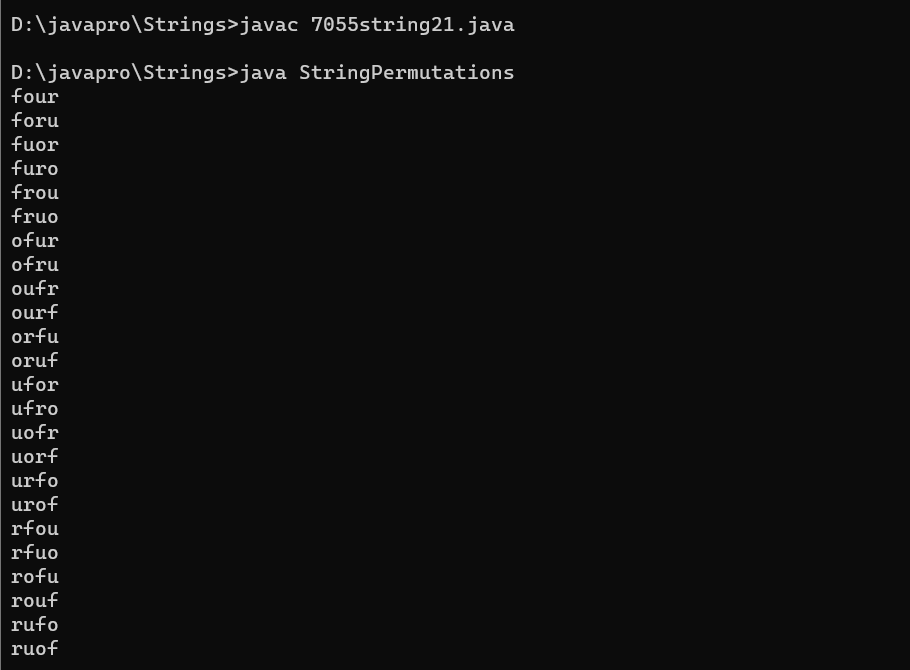 D:\javapro\Strings>javac 7055string21.java
D:\javapro\Strings>java StringPermutations
four
foru
fuor
furo
frou
fruo
ofur
ofru
oufr
ourf
orfu
oruf
ufor
ufro
uofr
uorf
urfo
urof
rfou
rfuo
rofu
rouf
rufo
ruof